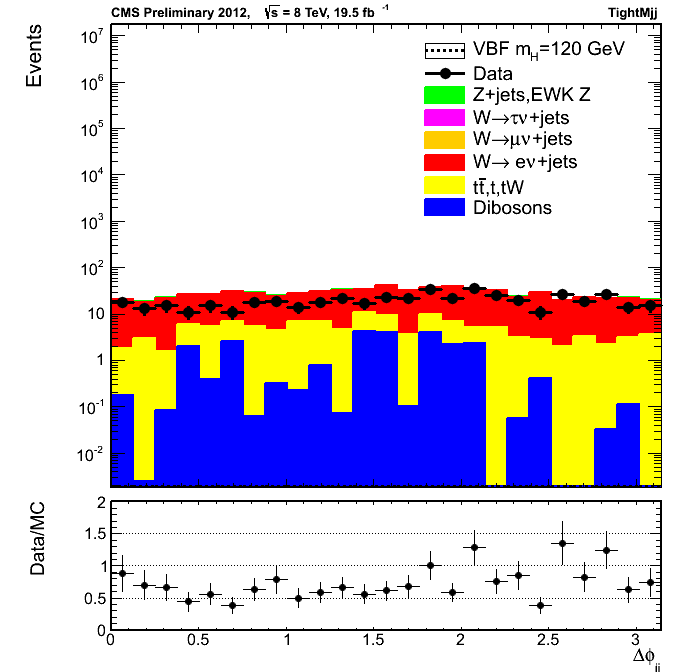 CMS Preliminary 2012, √s = 8 TeV, 19.5 fb⁻¹ TightMjj
Events
10⁷
10⁶
10⁵
10⁴
10³
10²
10
1
10⁻¹
10⁻²
VBF m_H=120 GeV
Data
Z+jets,EWK Z
W→τν+jets
W→μν+jets
W→ eν+jets
tt̄,t,tW
Dibosons
Data/MC
2
1.5
1
0.5
0
0 0.5 1 1.5 2 2.5 3
Δϕ_jj